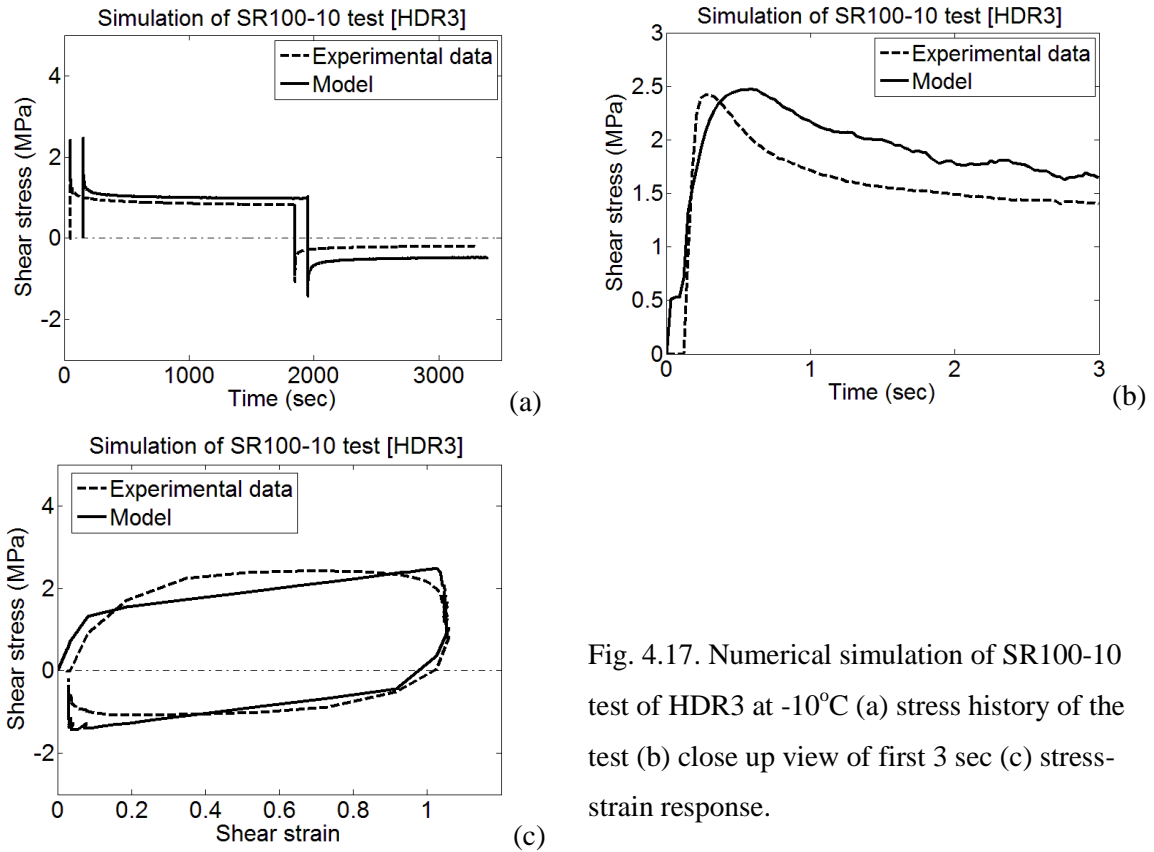 Simulation of SR100-10 test [HDR3]
Experimental data
Model
Shear stress (MPa)
4
2
0
-2
0
1000
2000
3000
Time (sec)
(a)
Simulation of SR100-10 test [HDR3]
Experimental data
Model
Shear stress (MPa)
3
2.5
2
1.5
1
0.5
0
0
1
2
3
Time (sec)
(b)
Simulation of SR100-10 test [HDR3]
Experimental data
Model
Shear stress (MPa)
4
2
0
-2
0
0.2
0.4
0.6
0.8
1
Shear strain
(c)
Fig. 4.17. Numerical simulation of SR100-10
test of HDR3 at -10°C (a) stress history of the
test (b) close up view of first 3 sec (c) stress-
strain response.